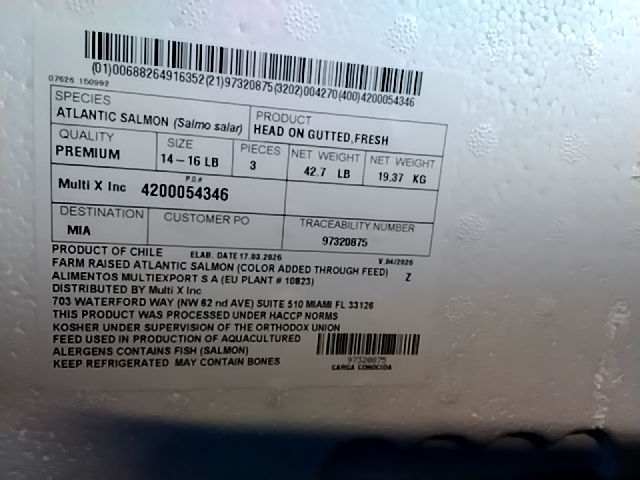 (01)00688264916352(21)97320875(3202)004270(400)4200054346
07626 150992
SPECIES
ATLANTIC SALMON (Salmo salar)
PRODUCT
HEAD ON GUTTED,FRESH
QUALITY
PREMIUM
SIZE
14 - 16 LB
PIECES
3
NET WEIGHT
42.7 LB
NET WEIGHT
19.37 KG
Multi X Inc
P.O.#
4200054346
DESTINATION
MIA
CUSTOMER PO
TRACEABILITY NUMBER
97320875
PRODUCT OF CHILE ELAB. DATE 17.03.2026 V.04/2026
FARM RAISED ATLANTIC SALMON (COLOR ADDED THROUGH FEED) Z
ALIMENTOS MULTIEXPORT S A (EU PLANT # 10823)
DISTRIBUTED BY Multi X Inc
703 WATERFORD WAY (NW 62 nd AVE) SUITE 510 MIAMI FL 33126
THIS PRODUCT WAS PROCESSED UNDER HACCP NORMS
KOSHER UNDER SUPERVISION OF THE ORTHODOX UNION
FEED USED IN PRODUCTION OF AQUACULTURED
ALERGENS CONTAINS FISH (SALMON)
KEEP REFRIGERATED MAY CONTAIN BONES
97320875
CARGA CONOCIDA